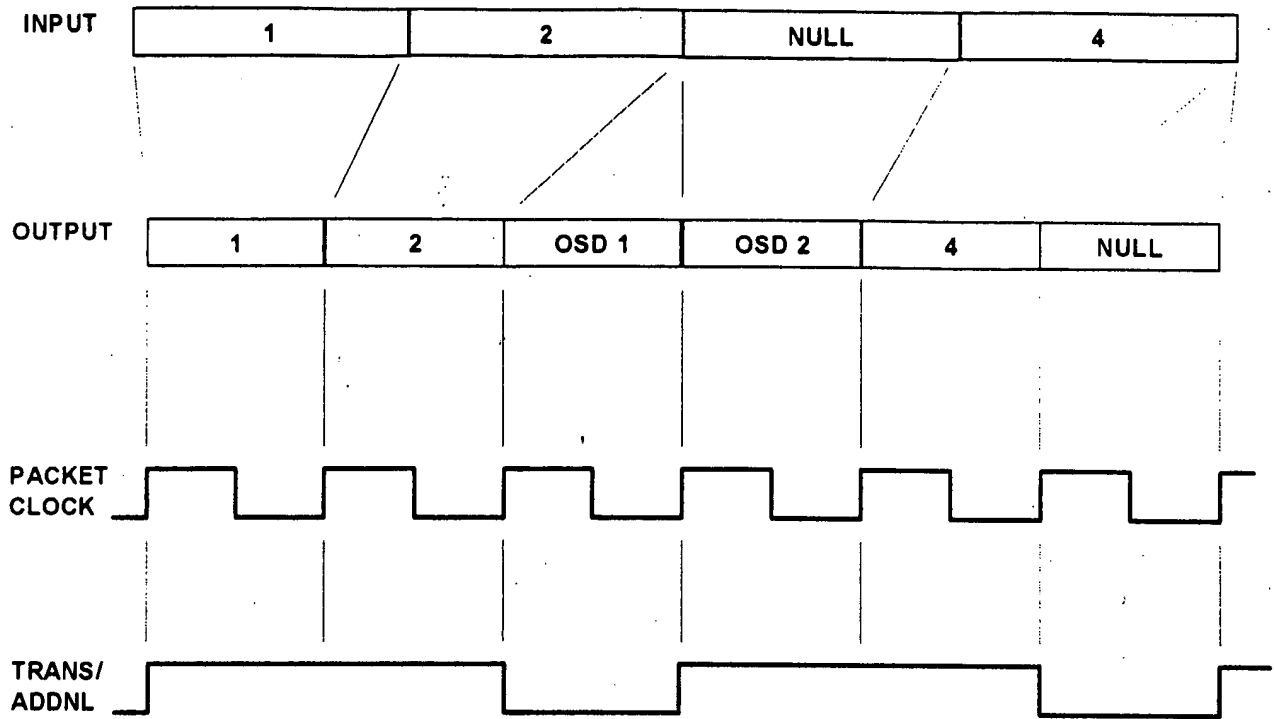 INPUT 1 2 NULL 4
OUTPUT 1 2 OSD 1 OSD 2 4 NULL
PACKET
CLOCK
TRANS/
ADDNL